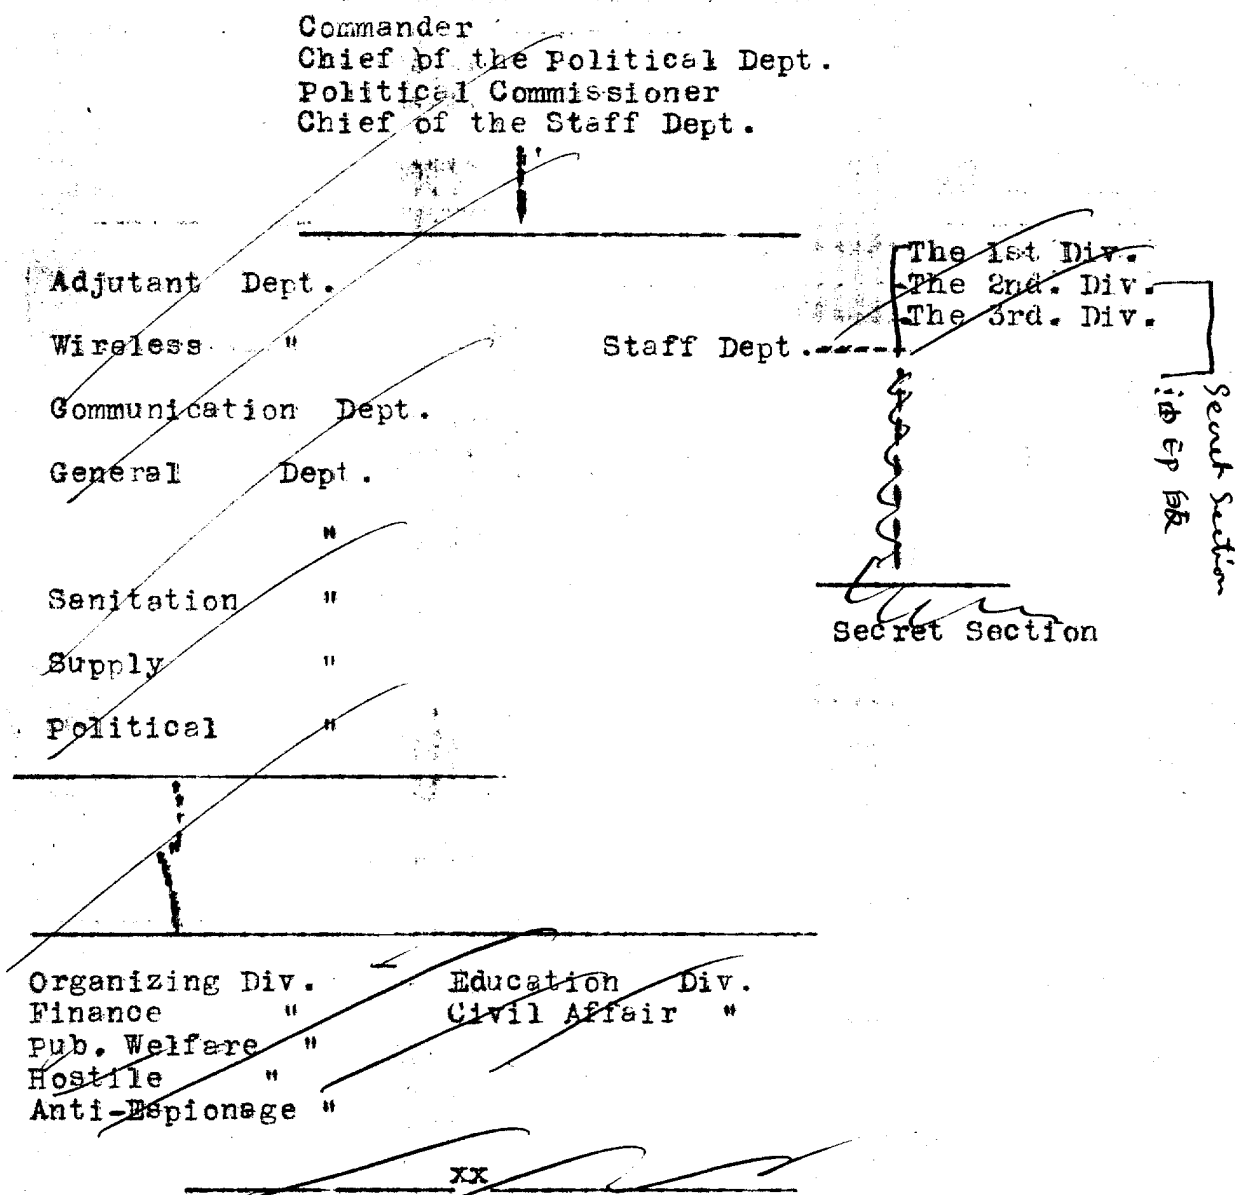 Commander
Chief of the Political Dept.
Political Commissioner
Chief of the Staff Dept.
Adjutant Dept.
Wireless "
Communication Dept.
General Dept.
"
Sanitation "
Supply "
Political "
Staff Dept.
The 1st Div.
The 2nd. Div.
The 3rd. Div.
Secret Section
Secret Section
Organizing Div.
Finance "
Pub. Welfare "
Hostile "
Anti-Espionage "
Education Div.
Civil Affair "
XX